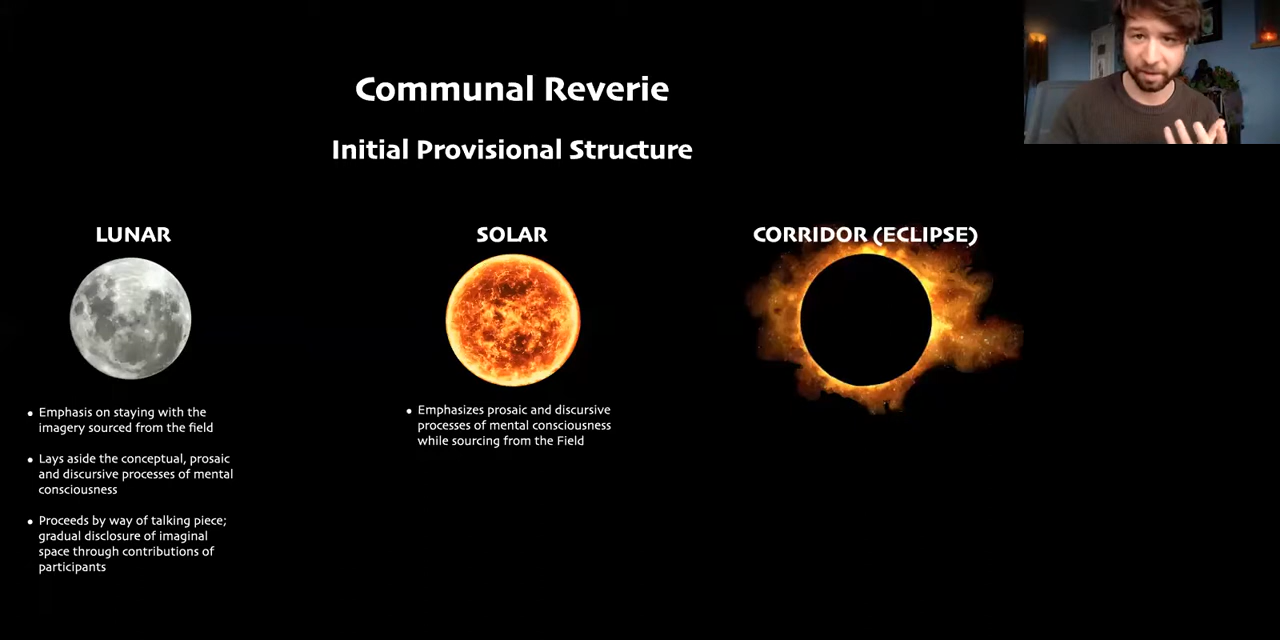 Communal Reverie
Initial Provisional Structure
LUNAR
SOLAR
CORRIDOR (ECLIPSE)
• Emphasis on staying with the
imagery sourced from the field
• Lays aside the conceptual, prosaic
and discursive processes of mental
consciousness
• Proceeds by way of talking piece;
gradual disclosure of imaginal
space through contributions of
participants
• Emphasizes prosaic and discursive
processes of mental consciousness
while sourcing from the Field